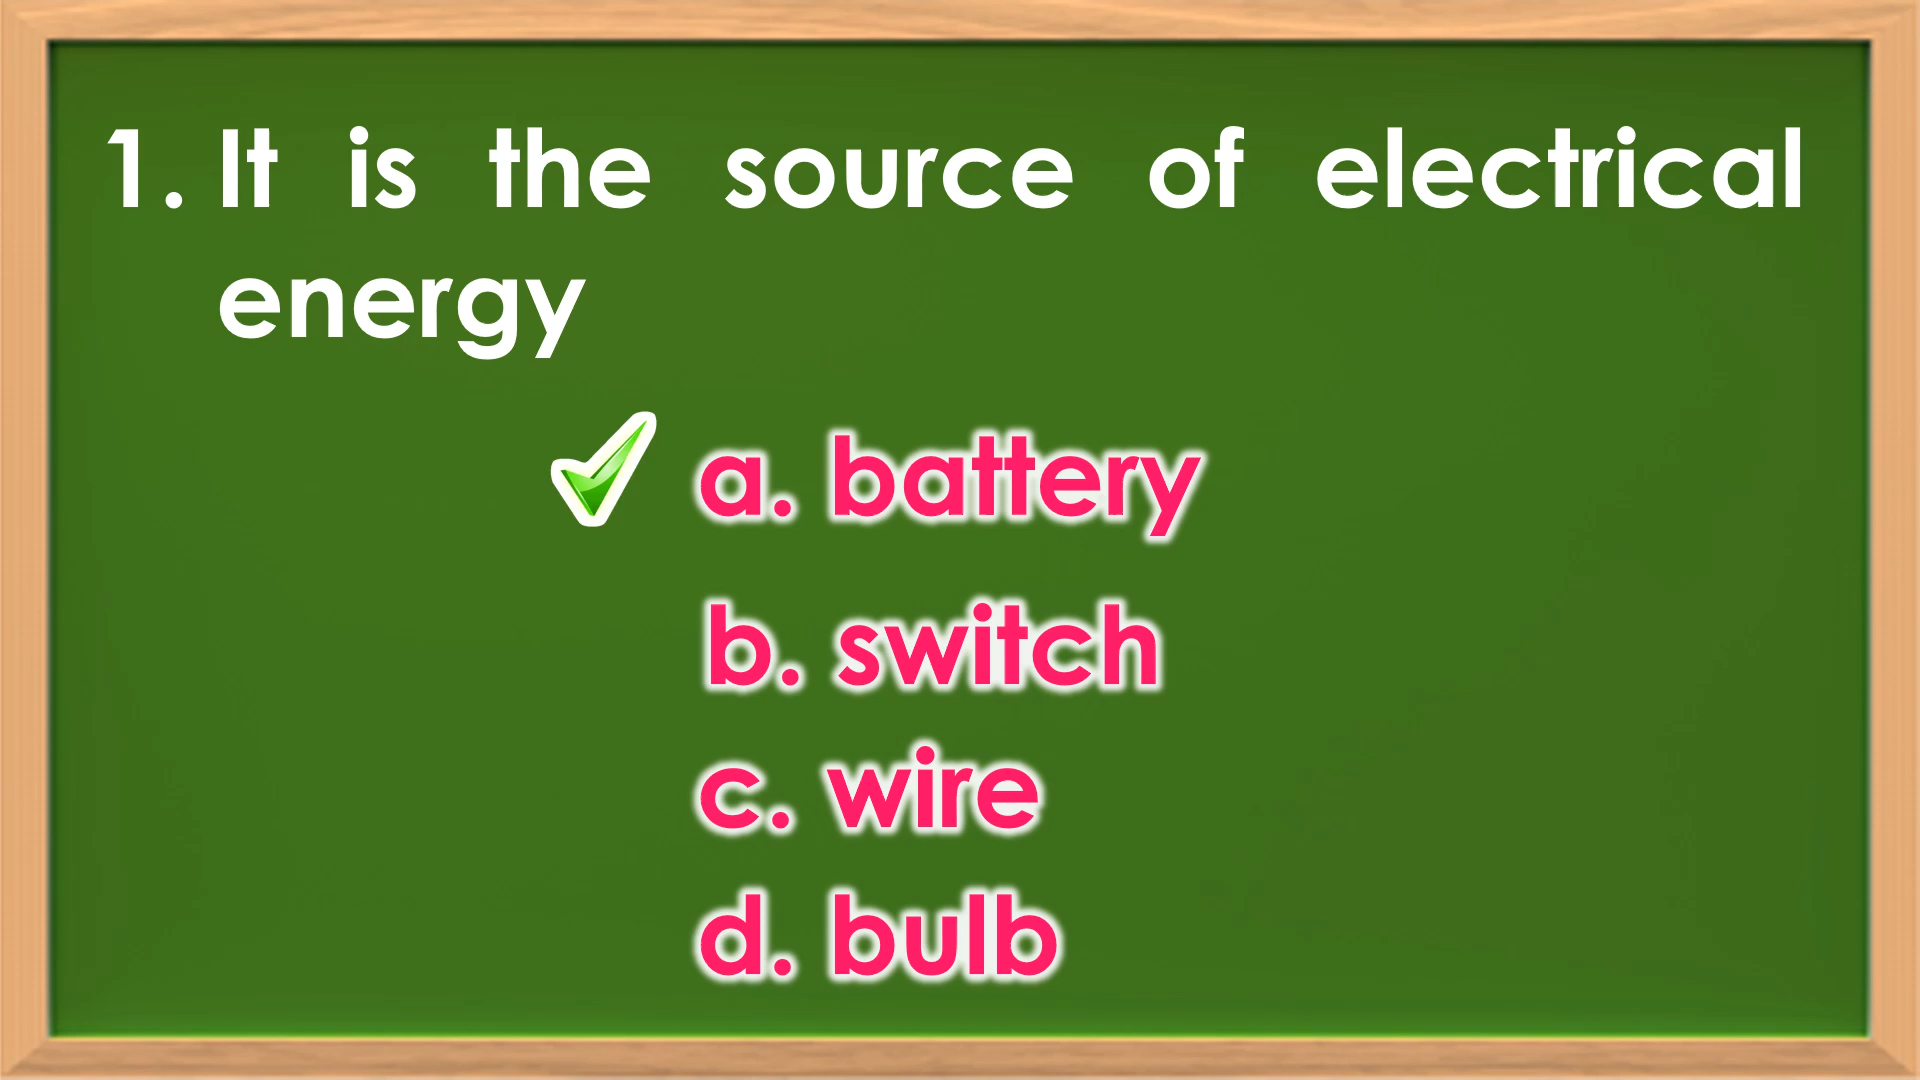 1. It is the source of electrical
energy
a. battery
b. switch
c. wire
d. bulb